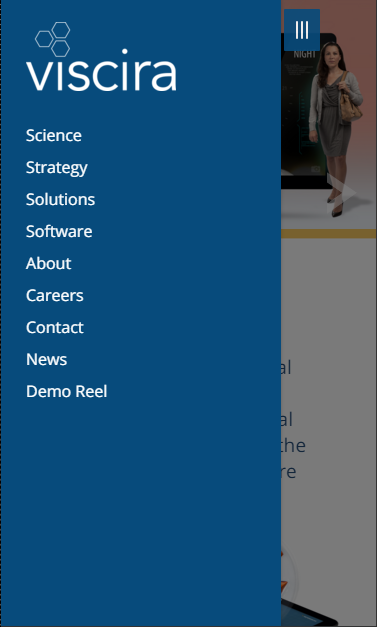 viscira
NIGHT
Science
Strategy
Solutions
Software
About
Careers
Contact
News
Demo Reel
al
al
the
re